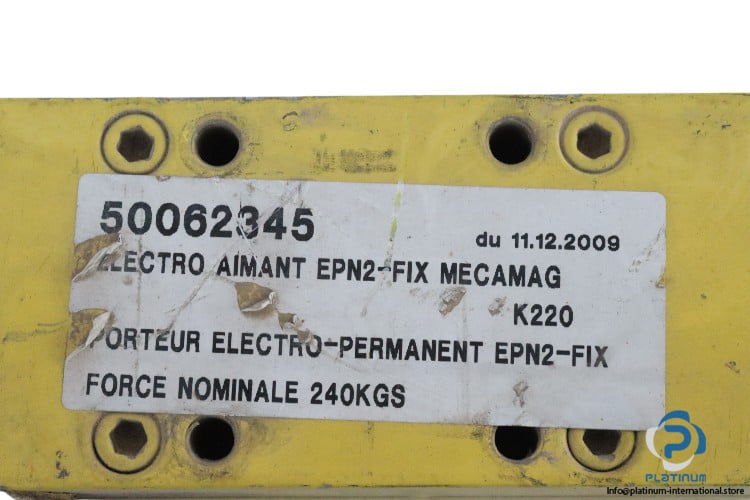 50062345
du 11.12.2009
ELECTRO AIMANT EPN2-FIX MECAMAG
K220
PORTEUR ELECTRO-PERMANENT EPN2-FIX
FORCE NOMINALE 240KGS
PLATINUM
Info@platinum-international.store